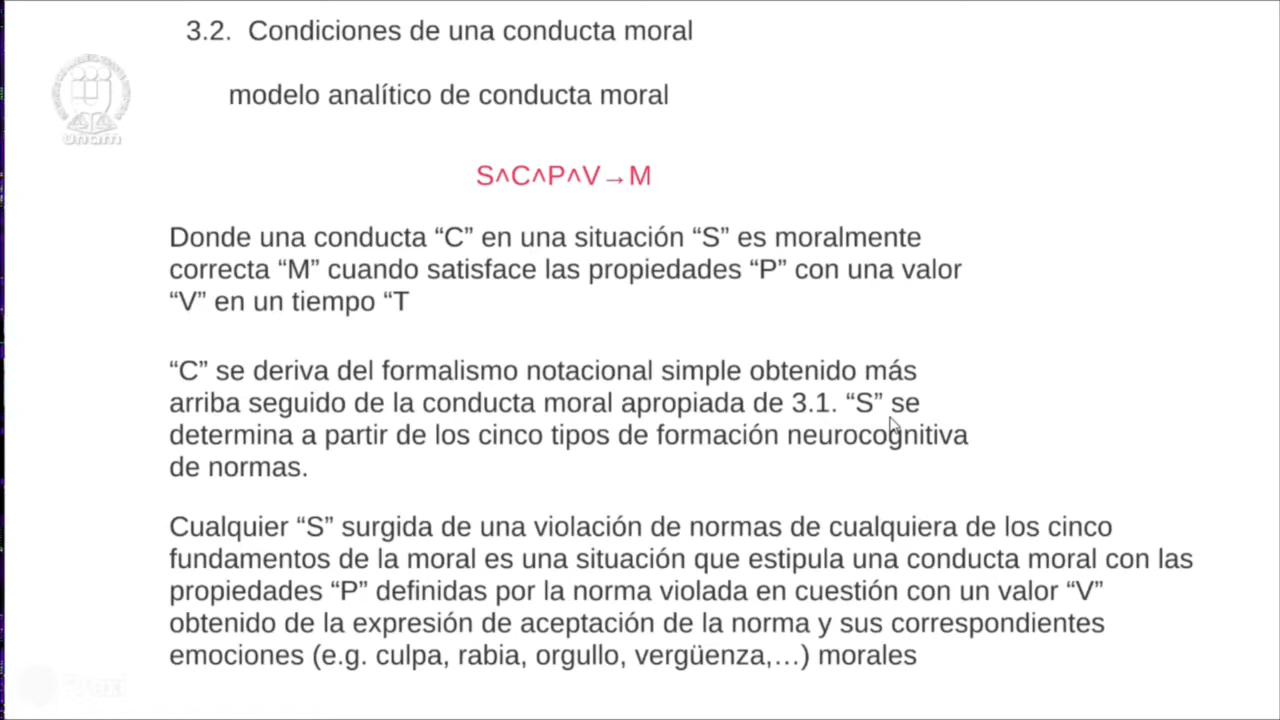 3.2. Condiciones de una conducta moral
modelo analítico de conducta moral
unam
S^C^P^V→M
Donde una conducta “C” en una situación “S” es moralmente
correcta “M” cuando satisface las propiedades “P” con una valor
“V” en un tiempo “T
“C” se deriva del formalismo notacional simple obtenido más
arriba seguido de la conducta moral apropiada de 3.1. “S” se
determina a partir de los cinco tipos de formación neurocognitiva
de normas.
Cualquier “S” surgida de una violación de normas de cualquiera de los cinco
fundamentos de la moral es una situación que estipula una conducta moral con las
propiedades “P” definidas por la norma violada en cuestión con un valor “V”
obtenido de la expresión de aceptación de la norma y sus correspondientes
emociones (e.g. culpa, rabia, orgullo, vergüenza,…) morales